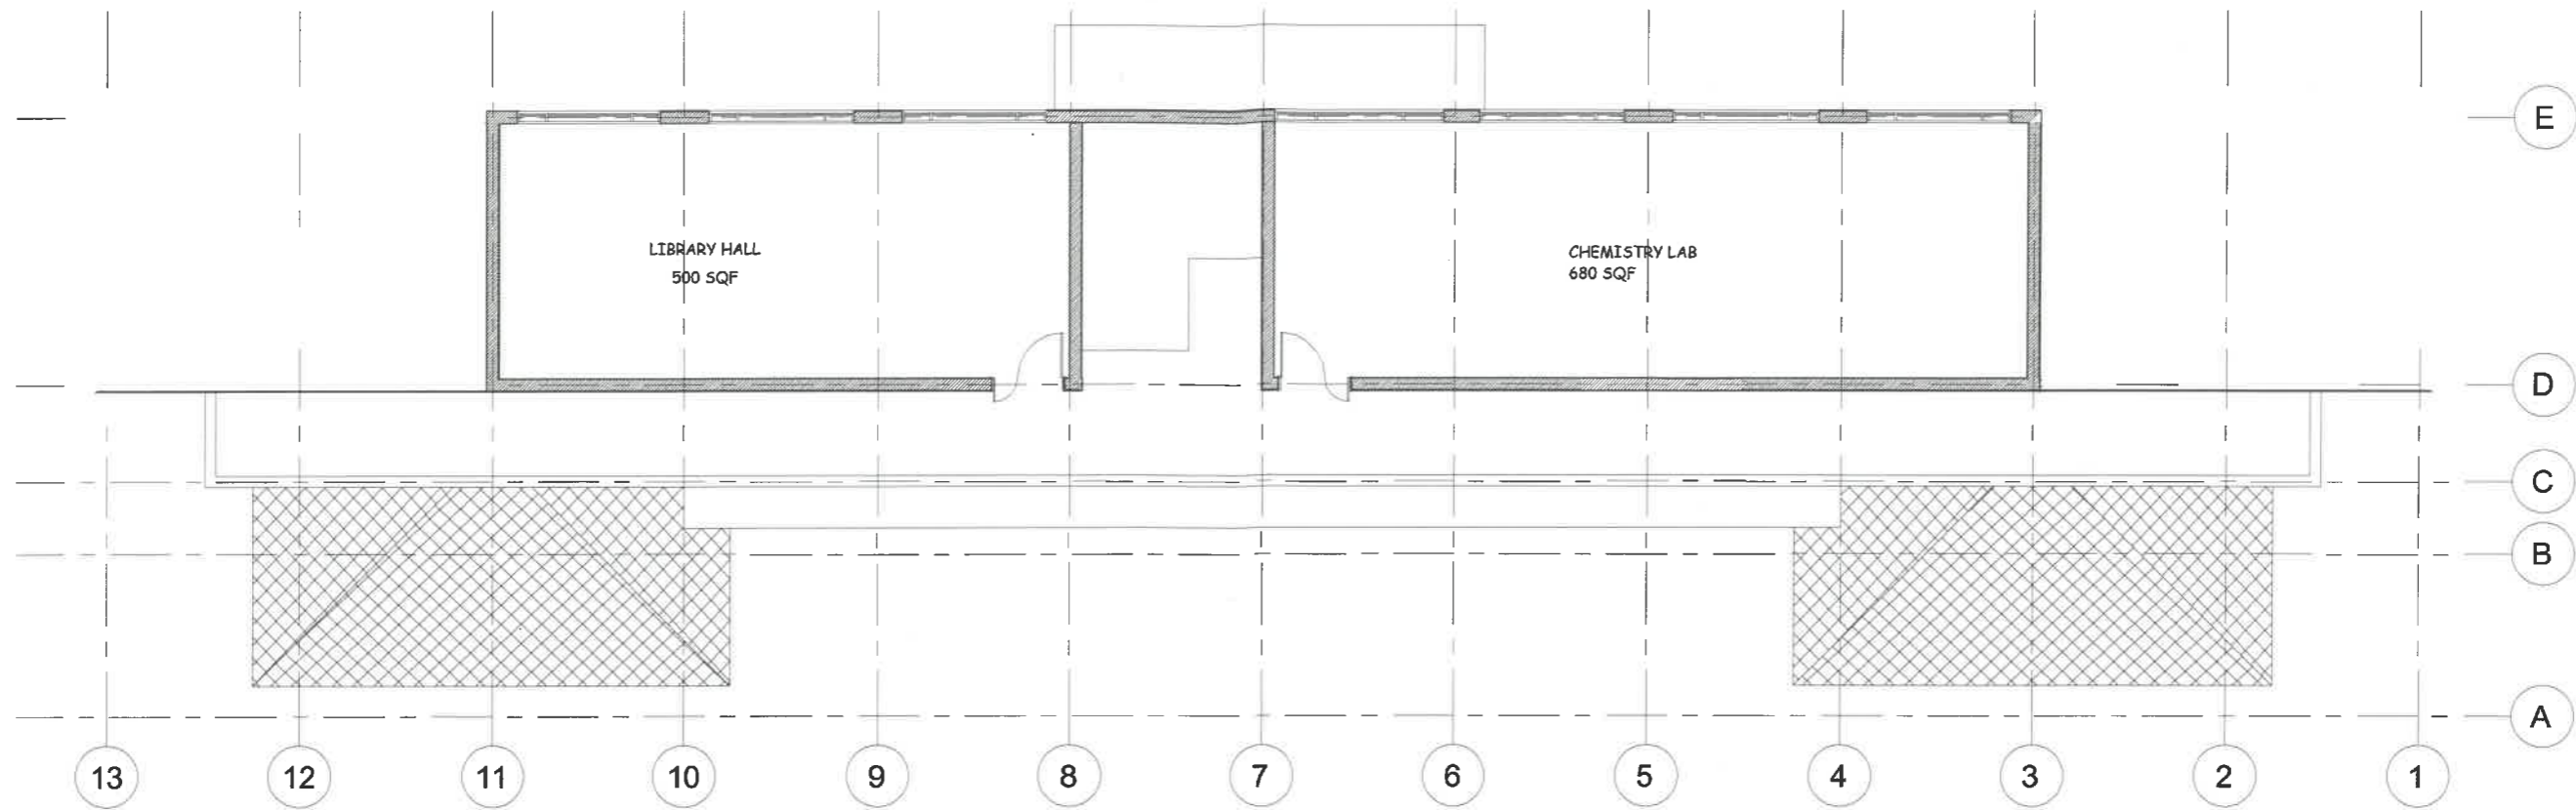 E
LIBRARY HALL
500 SQF
CHEMISTRY LAB
680 SQF
D
C
B
A
13 12 11 10 9 8 7 6 5 4 3 2 1